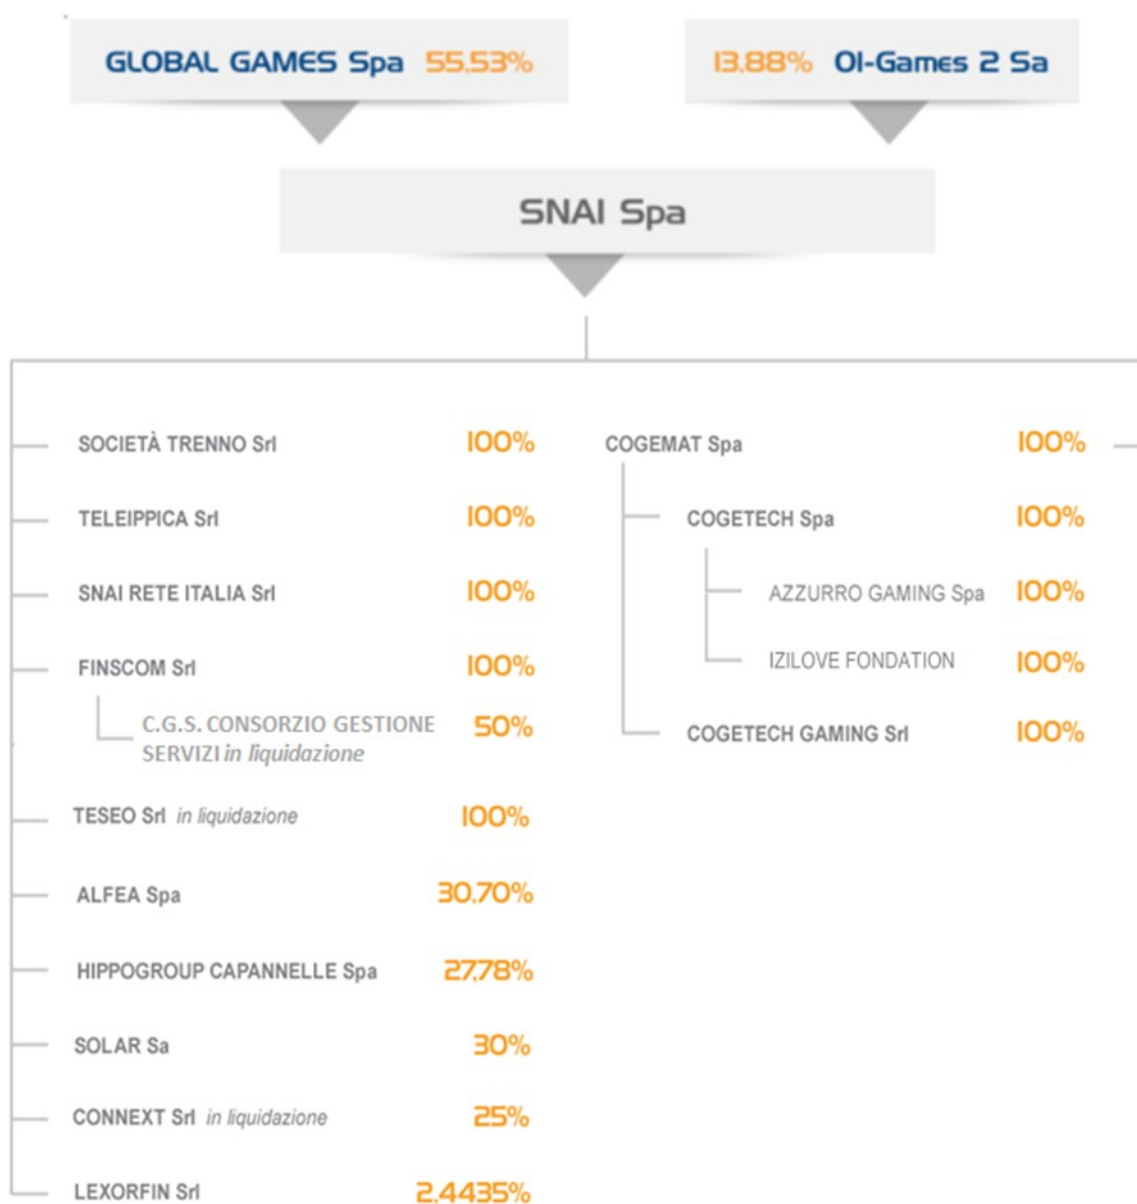 GLOBAL GAMES Spa 55,53%
13,88% OI-Games 2 Sa
SNAI Spa
SOCIETÀ TRENNO Srl 100%
TELEIPPICA Srl 100%
SNAI RETE ITALIA Srl 100%
FINSCOM Srl 100%
C.G.S. CONSORZIO GESTIONE 50%
SERVIZI in liquidazione
TESEO Srl in liquidazione 100%
ALFEA Spa 30,70%
HIPPOGROUP CAPANNELLE Spa 27,78%
SOLAR Sa 30%
CONNEXT Srl in liquidazione 25%
LEXORFIN Srl 2,4435%
COGEMAT Spa 100%
COGETECH Spa 100%
AZZURRO GAMING Spa 100%
IZILOVE FONDATION 100%
COGETECH GAMING Srl 100%